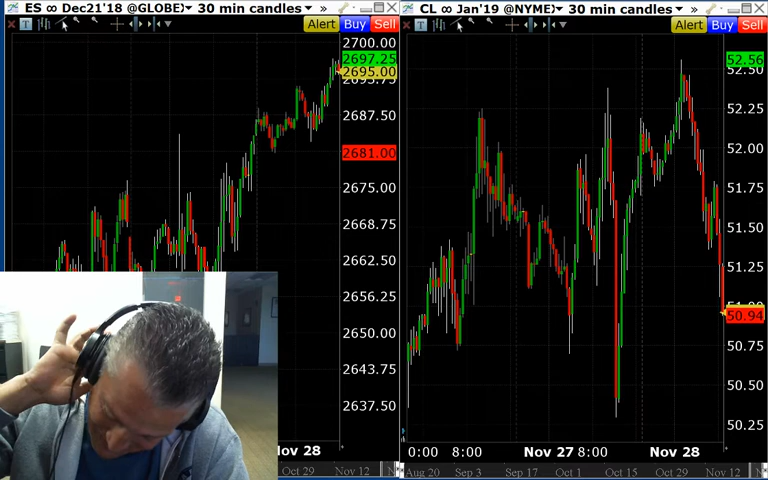 ES ∞ Dec21'18 @GLOBEX 30 min candles »
T Alert Buy Sell
2700.00
2697.25
2695.00
2687.50
2681.00
2675.00
2668.75
2662.50
2656.25
2650.00
2643.75
2637.50
Nov 28
Oct 29 Nov 12
CL ∞ Jan'19 @NYMEX 30 min candles »
T Alert Buy Sell
52.56
52.50
52.25
52.00
51.75
51.50
51.25
50.94
50.75
50.50
50.25
0:00 8:00 Nov 27 8:00 Nov 28
Aug 20 Sep 3 Sep 17 Oct 1 Oct 15 Oct 29 Nov 12